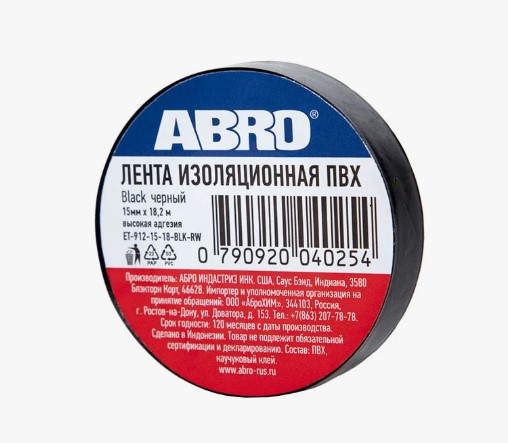 ABRO®
ЛЕНТА ИЗОЛЯЦИОННАЯ ПВХ
Black черный
15мм x 18,2 м
высокая адгезия
ET-912-15-18-BLK-RW
0 790920 040254
PAP PVC
Производитель: АБРО ИНДАСТРИЗ ИНК. США, Саус Бэнд, Индиана, 3580
Блэкторн Корт, 46628. Импортер и уполномоченная организация на
принятие обращений: ООО «АброХИМ», 344103, Россия,
г. Ростов-на-Дону, ул. Доватора, д. 153. Тел.: +7(863) 207-78-78.
Срок годности: 120 месяцев с даты производства.
Сделано в Индонезии. Товар не подлежит обязательной
сертификации и декларированию. Состав: ПВХ,
каучуковый клей.
www.abro-rus.ru